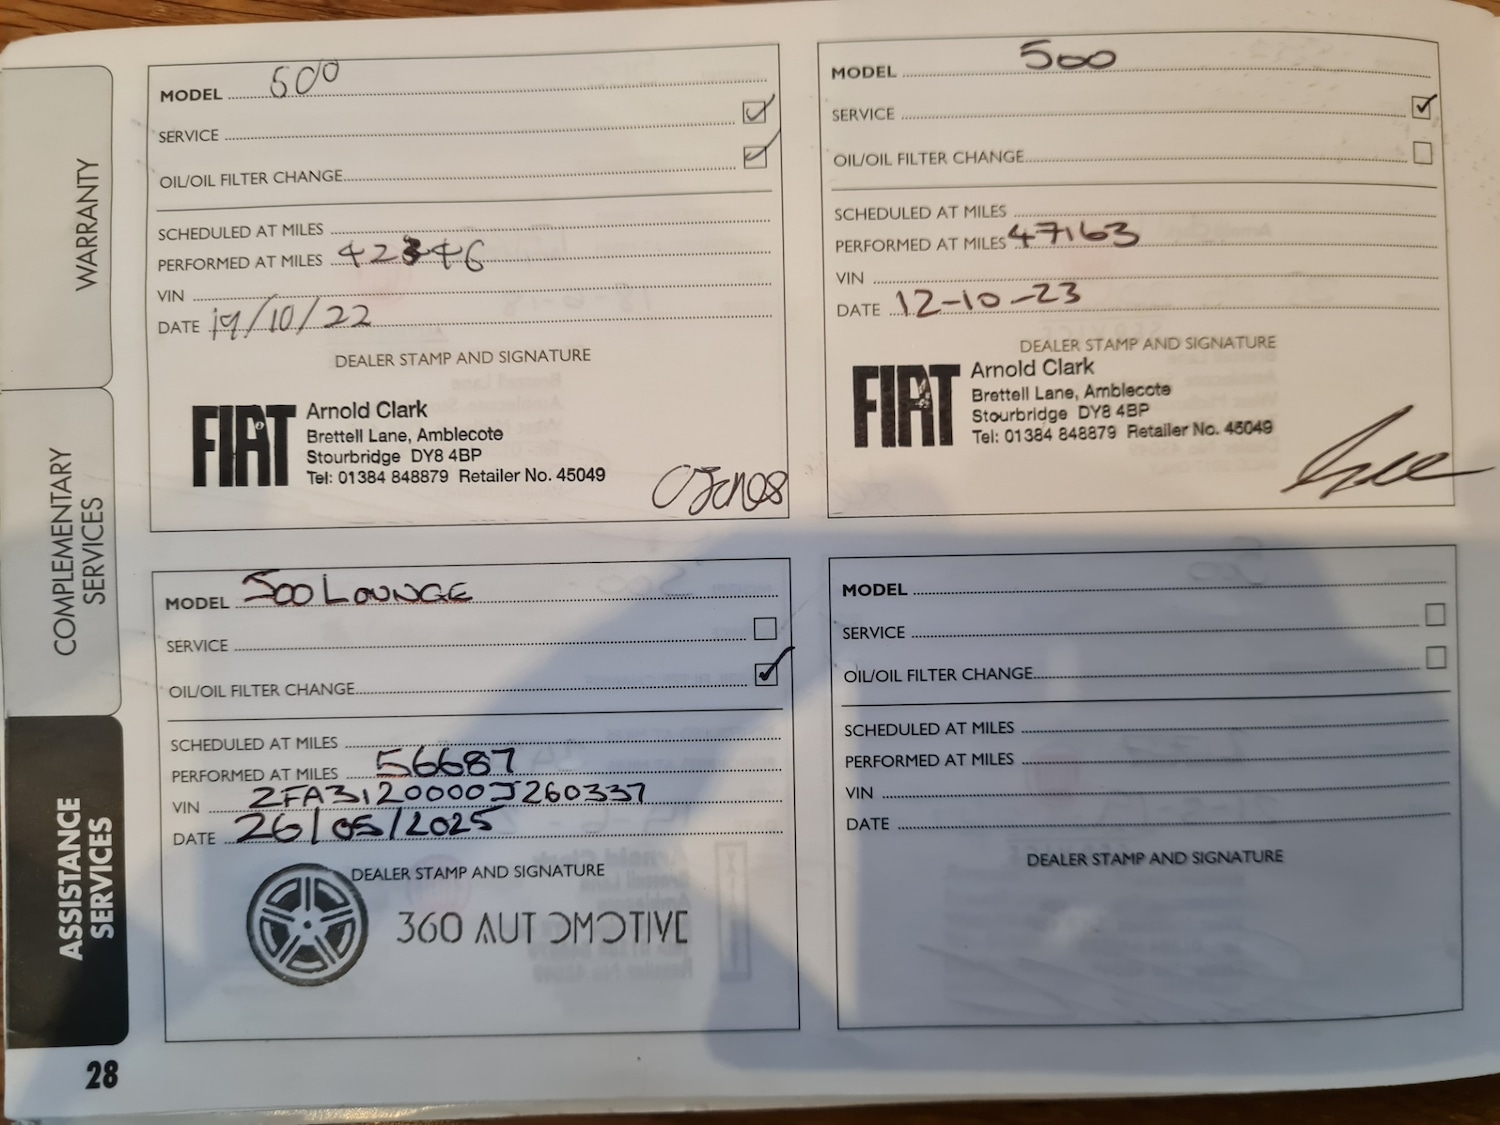 WARRANTY
COMPLEMENTARY
SERVICES
ASSISTANCE
SERVICES
28
MODEL 500
SERVICE
OIL/OIL FILTER CHANGE
SCHEDULED AT MILES
PERFORMED AT MILES 42346
VIN
DATE 19/10/22
DEALER STAMP AND SIGNATURE
FIAT
Arnold Clark
Brettell Lane, Amblecote
Stourbridge DY8 4BP
Tel: 01384 848879 Retailer No. 45049
OJones
MODEL 500
SERVICE
OIL/OIL FILTER CHANGE
SCHEDULED AT MILES
PERFORMED AT MILES 47163
VIN
DATE 12-10-23
DEALER STAMP AND SIGNATURE
FIAT
Arnold Clark
Brettell Lane, Amblecote
Stourbridge DY8 4BP
Tel: 01384 848879 Retailer No. 45049
MODEL 500 LOUNGE
SERVICE
OIL/OIL FILTER CHANGE
SCHEDULED AT MILES
PERFORMED AT MILES 56687
VIN ZFA3120000J260337
DATE 26/05/2025
DEALER STAMP AND SIGNATURE
360 AUTOMOTIVE
MODEL
SERVICE
OIL/OIL FILTER CHANGE
SCHEDULED AT MILES
PERFORMED AT MILES
VIN
DATE
DEALER STAMP AND SIGNATURE